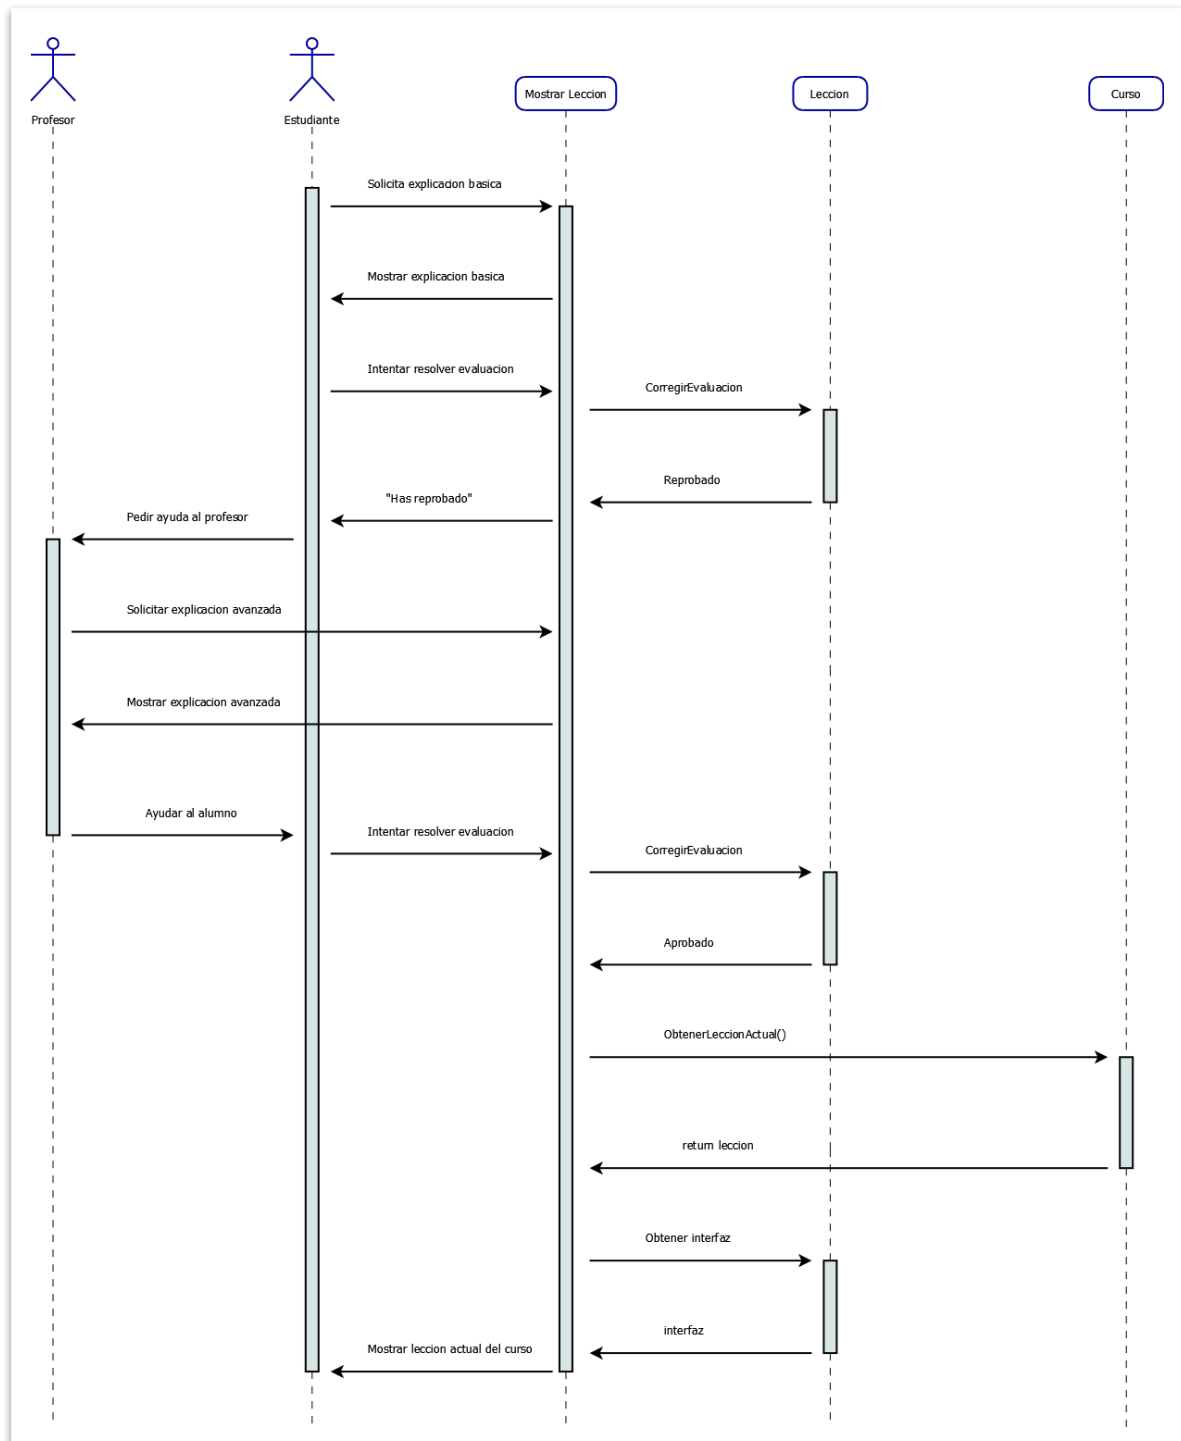 Profesor
Estudiante
Mostrar Leccion
Leccion
Curso
Solicita explicacion basica
Mostrar explicacion basica
Intentar resolver evaluacion
CorregirEvaluacion
Reprobado
"Has reprobado"
Pedir ayuda al profesor
Solicitar explicacion avanzada
Mostrar explicacion avanzada
Ayudar al alumno
Intentar resolver evaluacion
CorregirEvaluacion
Aprobado
ObtenerLeccionActual()
return leccion
Obtener interfaz
interfaz
Mostrar leccion actual del curso